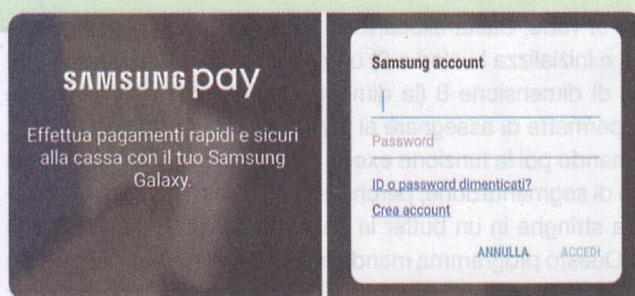 SAMSUNG pay
Effettua pagamenti rapidi e sicuri
alla cassa con il tuo Samsung
Galaxy.
Samsung account
Password
ID o password dimenticati?
Crea account
ANNULLA ACCEDI